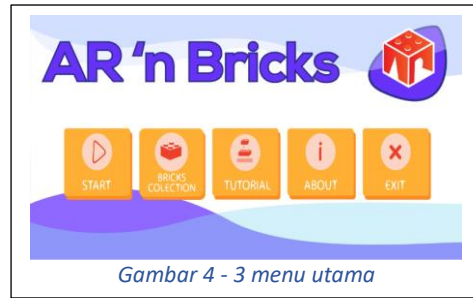 AR 'n Bricks
START
BRICKS
COLECTION
TUTORIAL
ABOUT
EXIT
Gambar 4 - 3 menu utama